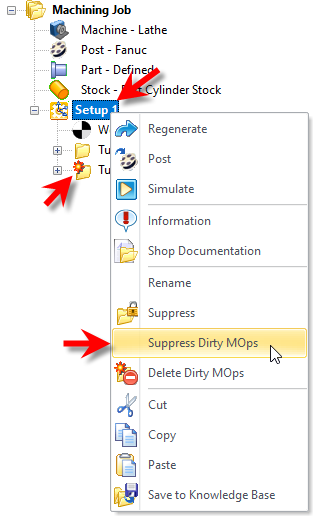 Machining Job
Machine - Lathe
Post - Fanuc
Part - Defined
Stock - Cylinder Stock
Setup 1
W
Tu
Tu
Regenerate
Post
Simulate
Information
Shop Documentation
Rename
Suppress
Suppress Dirty MOps
Delete Dirty MOps
Cut
Copy
Paste
Save to Knowledge Base